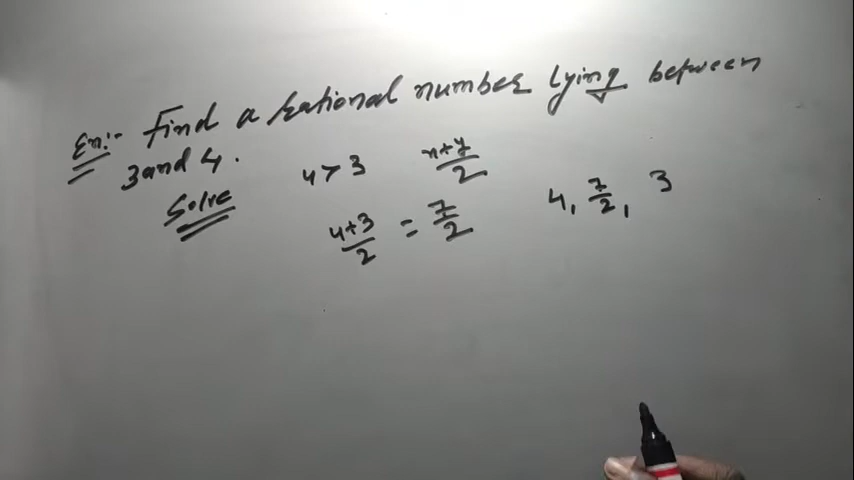 Ex:- Find a rational number lying between
3 and 4.
Solve 4 > 3 x+y/2
4+3/2 = 7/2 4, 7/2, 3